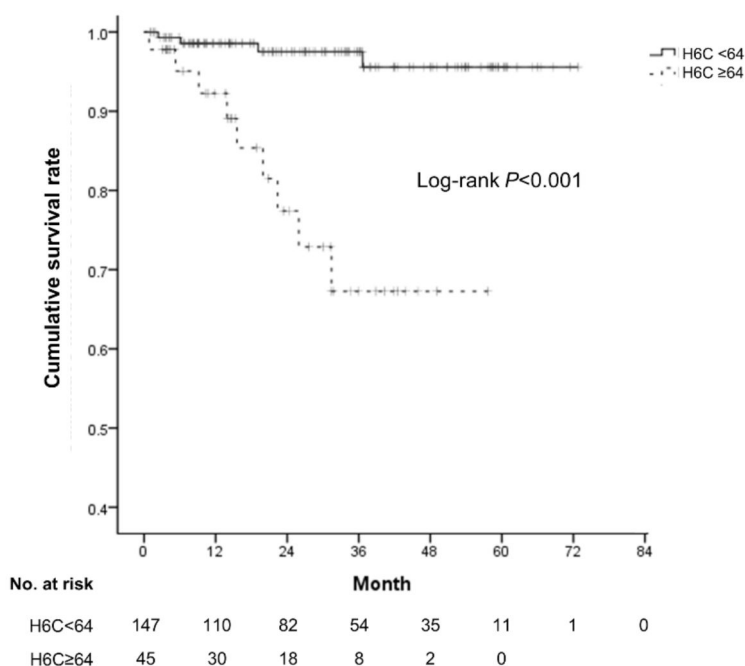 H6C <64
H6C ≥64
Cumulative survival rate
1.0
0.9
0.8
0.7
0.6
0.5
0.4
Log-rank P<0.001
0 12 24 36 48 60 72 84
No. at risk Month
H6C<64 147 110 82 54 35 11 1 0
H6C≥64 45 30 18 8 2 0